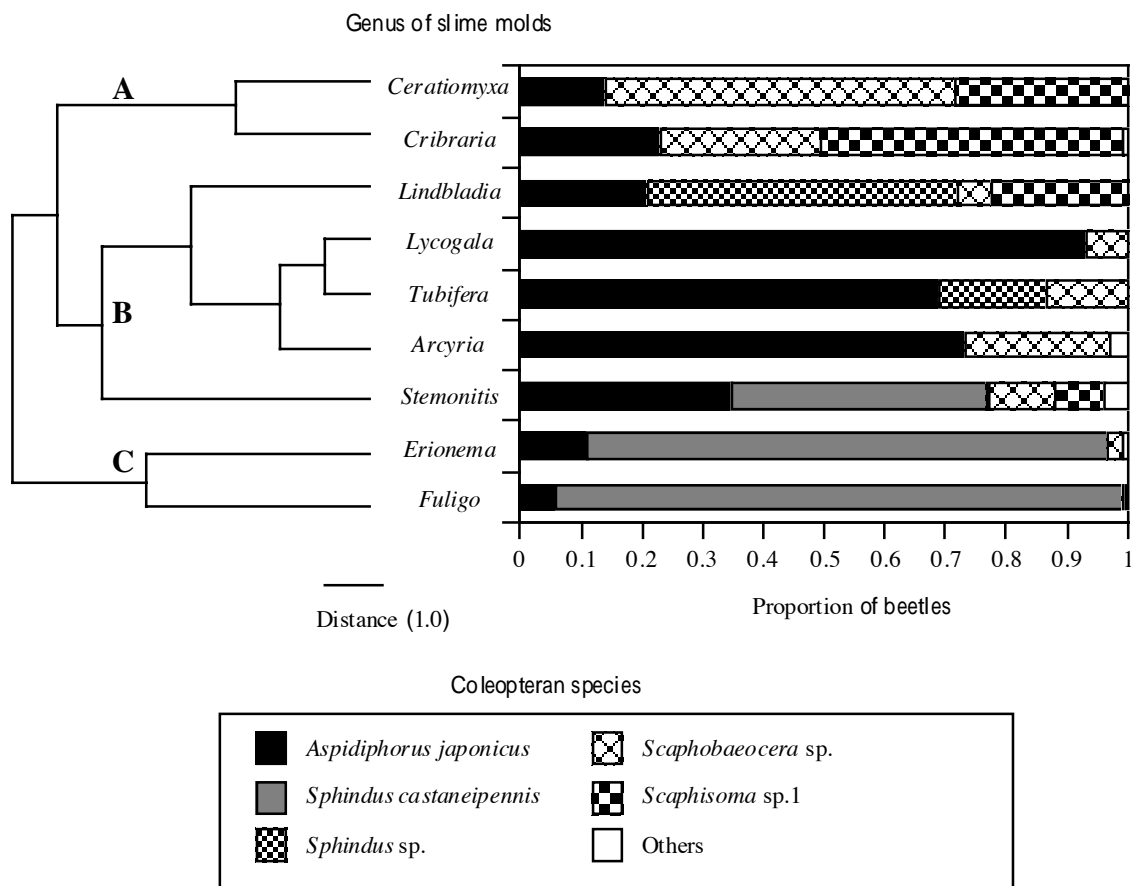 Genus of slime molds
A
B
C
Ceratiomyxa
Cribraria
Lindbladia
Lycogala
Tubifera
Arcyria
Stemonitis
Erionema
Fuligo
0 0.1 0.2 0.3 0.4 0.5 0.6 0.7 0.8 0.9 1
Distance (1.0)
Proportion of beetles
Coleopteran species
Aspidiphorus japonicus
Sphindus castaneipennis
Sphindus sp.
Scaphobaeocera sp.
Scaphisoma sp.1
Others